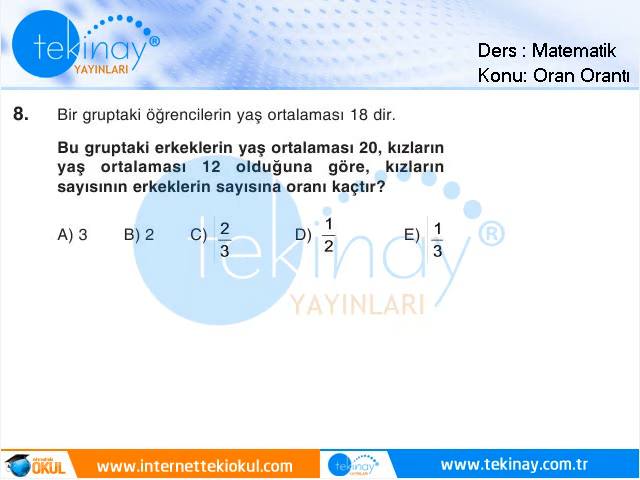 tekinay®
YAYINLARI
Ders : Matematik
Konu: Oran Orantı
8. Bir gruptaki öğrencilerin yaş ortalaması 18 dir.
Bu gruptaki erkeklerin yaş ortalaması 20, kızların
yaş ortalaması 12 olduğuna göre, kızların
sayısının erkeklerin sayısına oranı kaçtır?
A) 3 B) 2 C) 2/3 D) 1/2 E) 1/3
tekinay®
YAYINLARI
OKUL
www.internettekiokul.com
tekinay
YAYINLARI
www.tekinay.com.tr